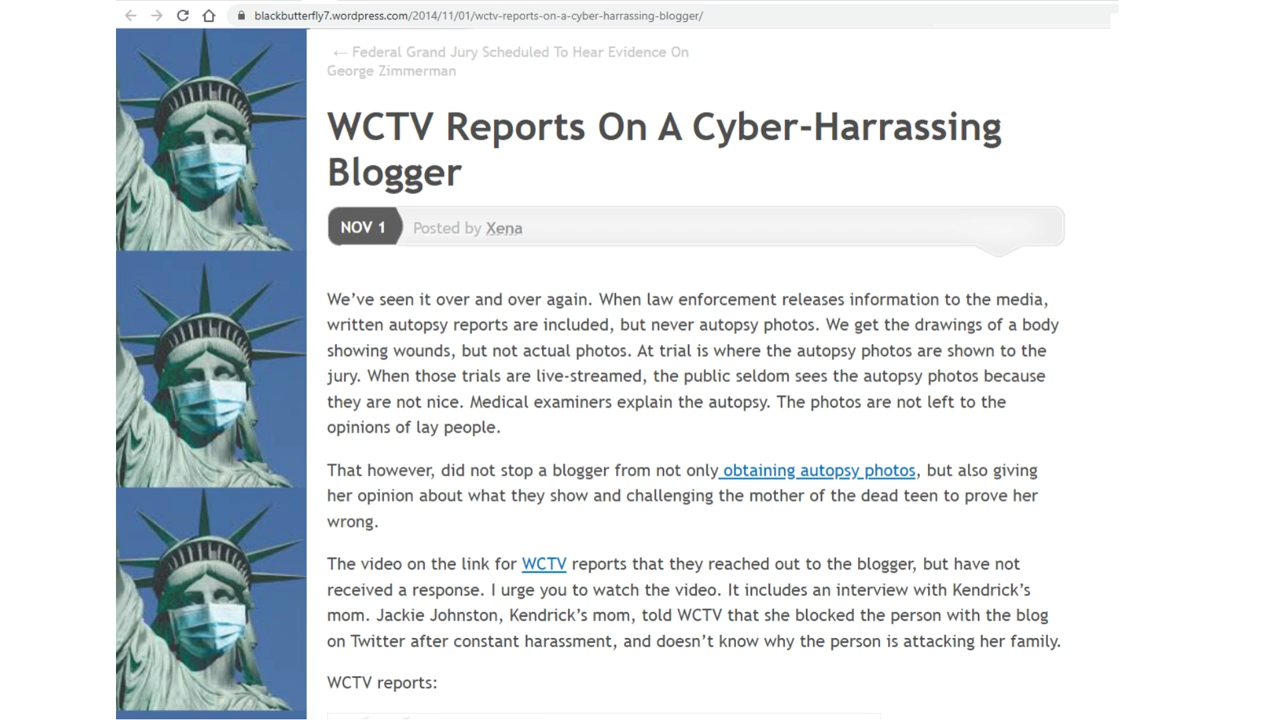 blackbutterfly7.wordpress.com/2014/11/01/wctv-reports-on-a-cyber-harrassing-blogger/
← Federal Grand Jury Scheduled To Hear Evidence On
George Zimmerman
WCTV Reports On A Cyber-Harrassing
Blogger
NOV 1 Posted by Xena
We’ve seen it over and over again. When law enforcement releases information to the media,
written autopsy reports are included, but never autopsy photos. We get the drawings of a body
showing wounds, but not actual photos. At trial is where the autopsy photos are shown to the
jury. When those trials are live-streamed, the public seldom sees the autopsy photos because
they are not nice. Medical examiners explain the autopsy. The photos are not left to the
opinions of lay people.
That however, did not stop a blogger from not only obtaining autopsy photos, but also giving
her opinion about what they show and challenging the mother of the dead teen to prove her
wrong.
The video on the link for WCTV reports that they reached out to the blogger, but have not
received a response. I urge you to watch the video. It includes an interview with Kendrick’s
mom. Jackie Johnston, Kendrick’s mom, told WCTV that she blocked the person with the blog
on Twitter after constant harassment, and doesn’t know why the person is attacking her family.
WCTV reports: